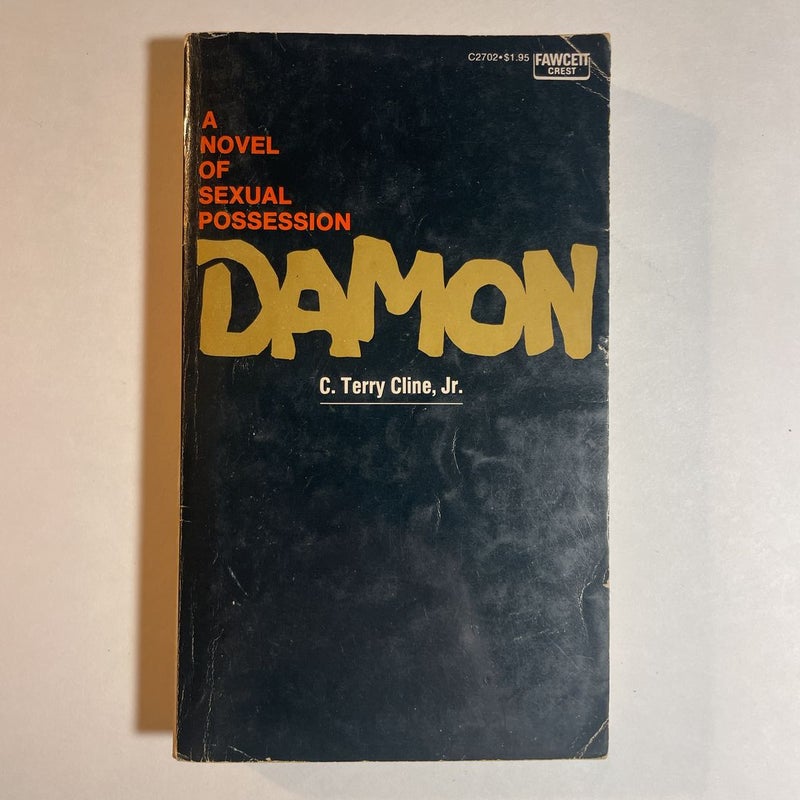 C2702•$1.95
FAWCETT
CREST
A
NOVEL
OF
SEXUAL
POSSESSION
DAMON
C. Terry Cline, Jr.